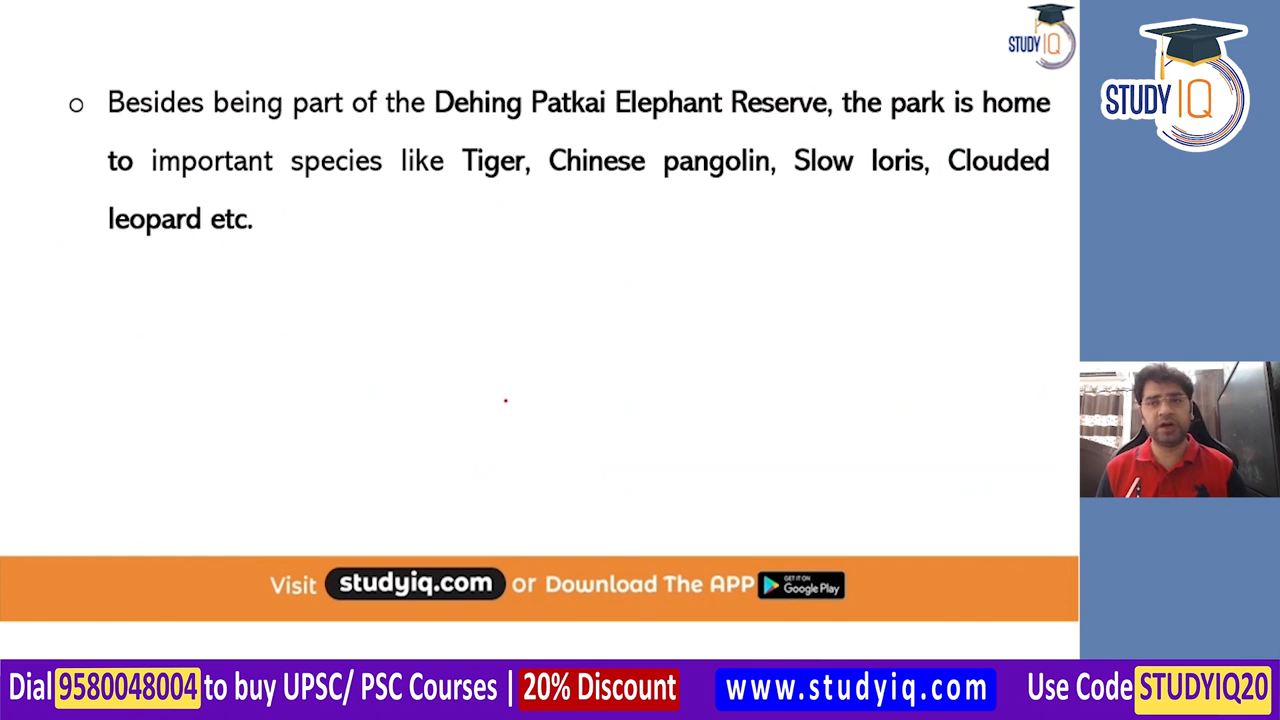 STUDY IQ
STUDY IQ
○ Besides being part of the Dehing Patkai Elephant Reserve, the park is home
to important species like Tiger, Chinese pangolin, Slow loris, Clouded
leopard etc.
Visit studyiq.com or Download The APP GET IT ON Google Play
Dial 9580048004 to buy UPSC/ PSC Courses | 20% Discount www.studyiq.com Use Code STUDYIQ20